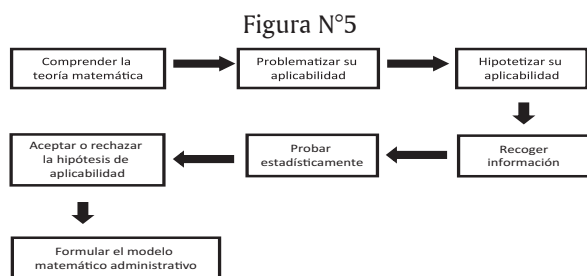 Figura N°5
Comprender la
teoría matemática
Problematizar su
aplicabilidad
Hipotetizar su
aplicabilidad
Recoger
información
Probar
estadísticamente
Aceptar o rechazar
la hipótesis de
aplicabilidad
Formular el modelo
matemático administrativo